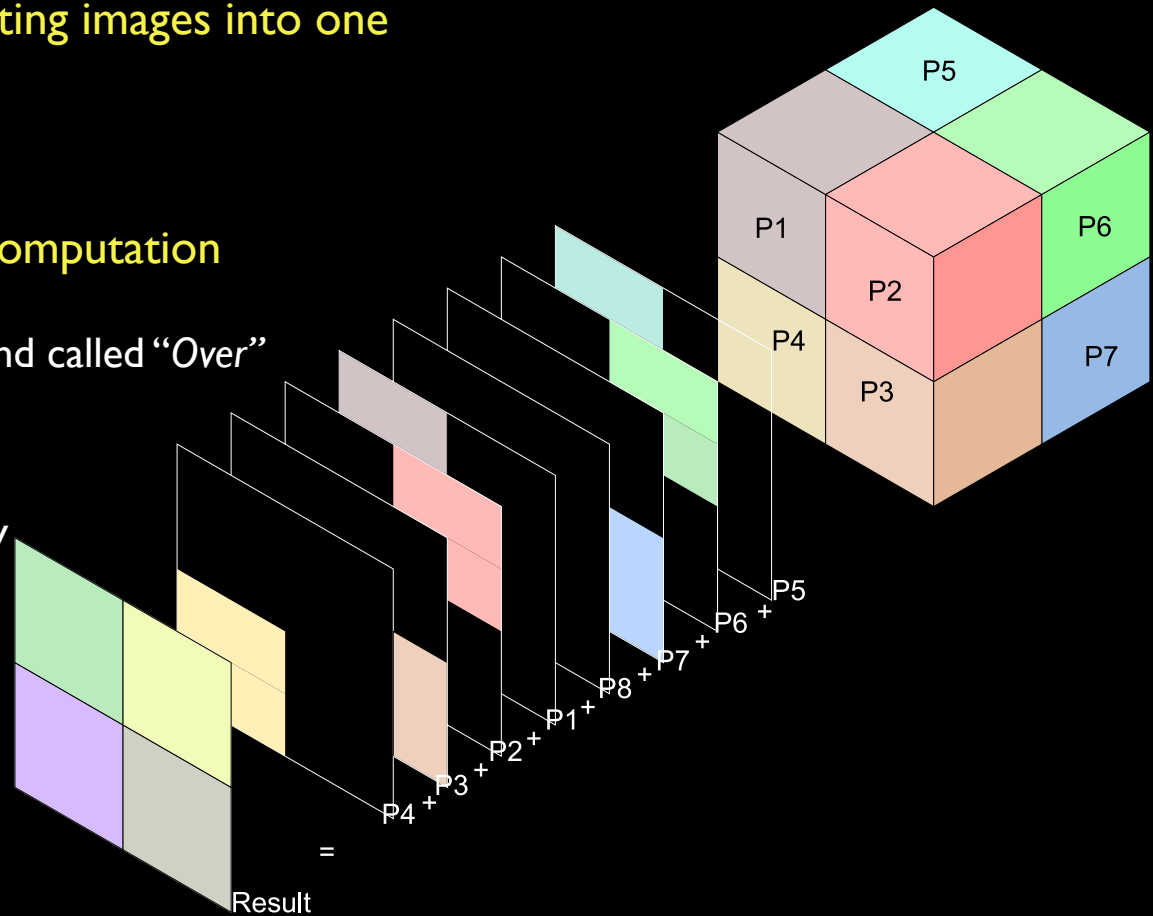 ting images into one
omputation
nd called “Over”
P5
P1
P6
P2
P4
P7
P3
P4 + P3 + P2 + P1 + P8 + P7 + P6 + P5
=
Result